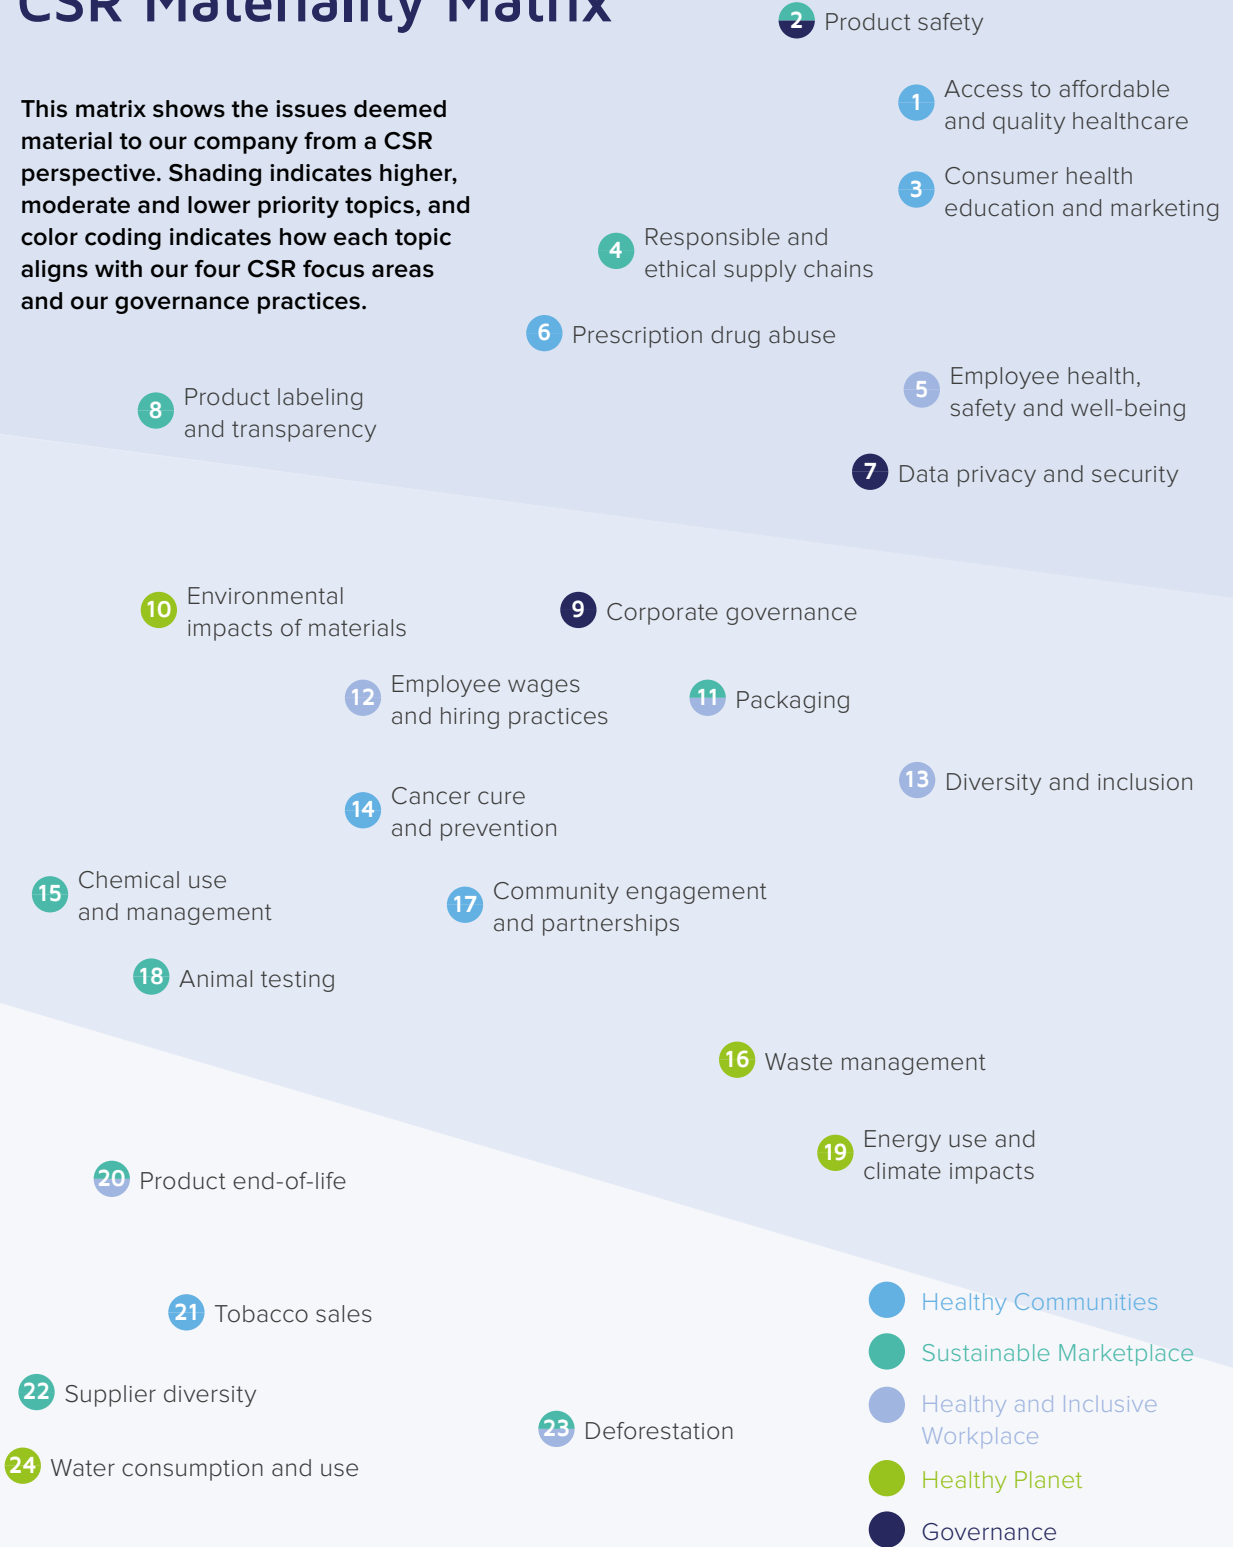 CSR Materiality Matrix
This matrix shows the issues deemed
material to our company from a CSR
perspective. Shading indicates higher,
moderate and lower priority topics, and
color coding indicates how each topic
aligns with our four CSR focus areas
and our governance practices.
2 Product safety
1 Access to affordable
and quality healthcare
3 Consumer health
education and marketing
4 Responsible and
ethical supply chains
6 Prescription drug abuse
5 Employee health,
safety and well-being
8 Product labeling
and transparency
7 Data privacy and security
10 Environmental
impacts of materials
9 Corporate governance
12 Employee wages
and hiring practices
11 Packaging
13 Diversity and inclusion
14 Cancer cure
and prevention
15 Chemical use
and management
17 Community engagement
and partnerships
18 Animal testing
16 Waste management
19 Energy use and
climate impacts
20 Product end-of-life
21 Tobacco sales
22 Supplier diversity
23 Deforestation
24 Water consumption and use
Healthy Communities
Sustainable Marketplace
Healthy and Inclusive
Workplace
Healthy Planet
Governance